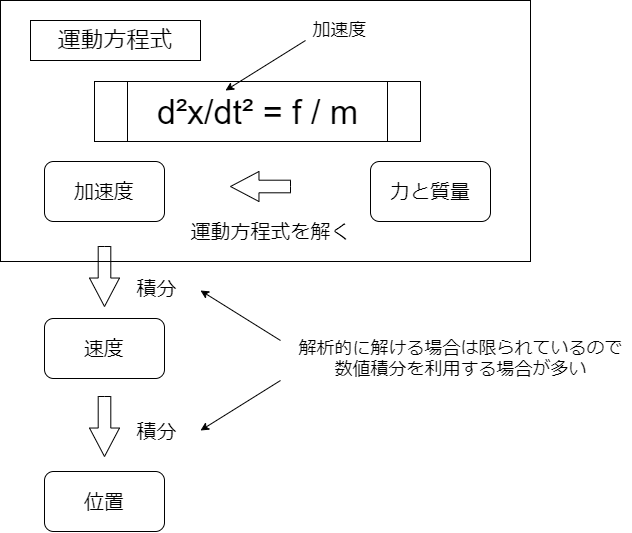 運動方程式
加速度
d²x/dt² = f / m
加速度
力と質量
運動方程式を解く
積分
速度
解析的に解ける場合は限られているので
数値積分を利用する場合が多い
積分
位置